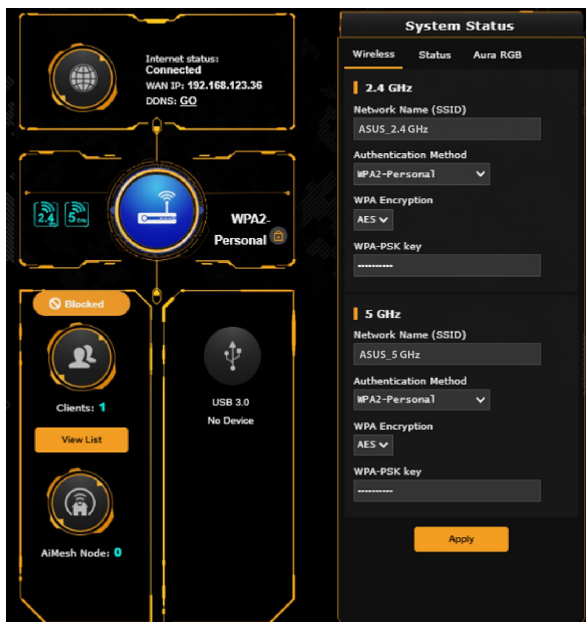 Internet status:
Connected
WAN IP: 192.168.123.36
DDNS: GO
2.4
GHz
5 GHz
WPA2-
Personal
Blocked
Clients: 1
View List
AiMesh Node: 0
USB 3.0
No Device
System Status
Wireless Status Aura RGB
2.4 GHz
Network Name (SSID)
ASUS_2.4 GHz
Authentication Method
WPA2-Personal
WPA Encryption
AES
WPA-PSK key
----------
5 GHz
Network Name (SSID)
ASUS_5 GHz
Authentication Method
WPA2-Personal
WPA Encryption
AES
WPA-PSK key
----------
Apply